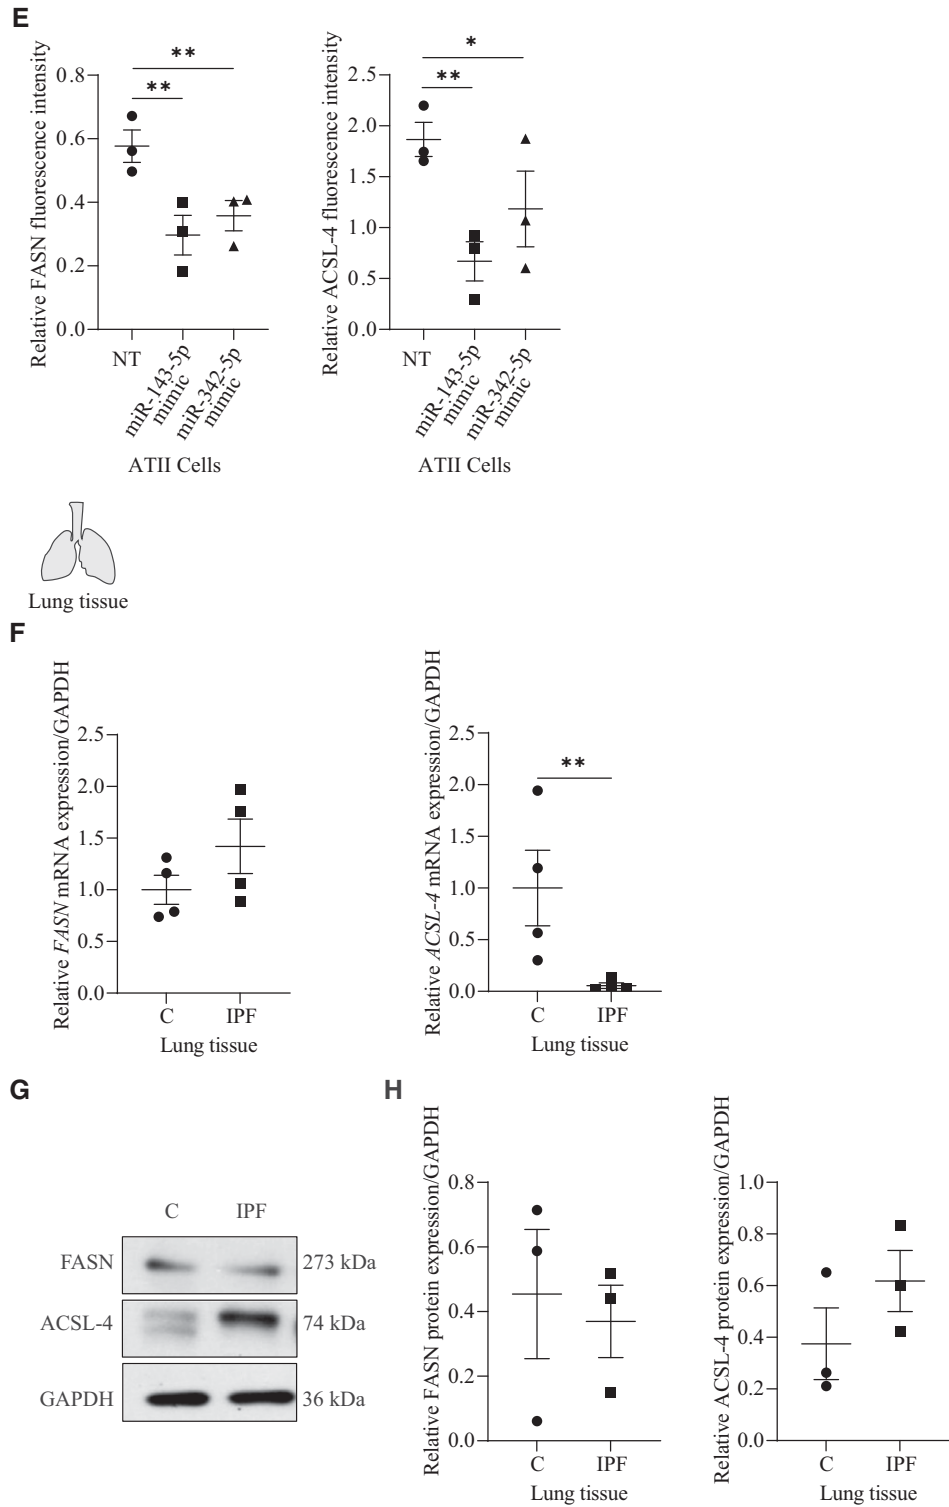 E
Relative FASN fluorescence intensity
0.8
0.6
0.4
0.2
0.0
**
**
NT
miR-143-5p
mimic
miR-342-5p
mimic
ATII Cells
Relative ACSL-4 fluorescence intensity
2.5
2.0
1.5
1.0
0.5
0.0
*
**
NT
miR-143-5p
mimic
miR-342-5p
mimic
ATII Cells
Lung tissue
F
Relative FASN mRNA expression/GAPDH
2.5
2.0
1.5
1.0
0.5
0.0
C IPF
Lung tissue
Relative ACSL-4 mRNA expression/GAPDH
2.5
2.0
1.5
1.0
0.5
0.0
**
C IPF
Lung tissue
G
C IPF
FASN 273 kDa
ACSL-4 74 kDa
GAPDH 36 kDa
H
Relative FASN protein expression/GAPDH
0.8
0.6
0.4
0.2
0.0
C IPF
Lung tissue
Relative ACSL-4 protein expression/GAPDH
1.0
0.8
0.6
0.4
0.2
0.0
C IPF
Lung tissue